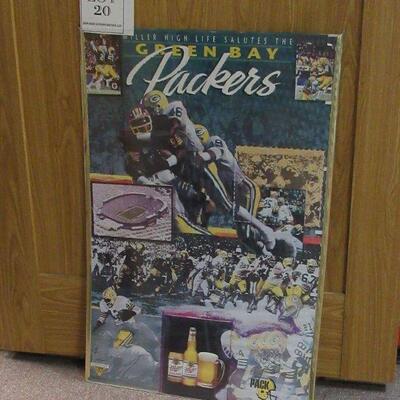 LOT
20
MILLER HIGH LIFE SALUTES THE
GREEN BAY
Packers
PACK